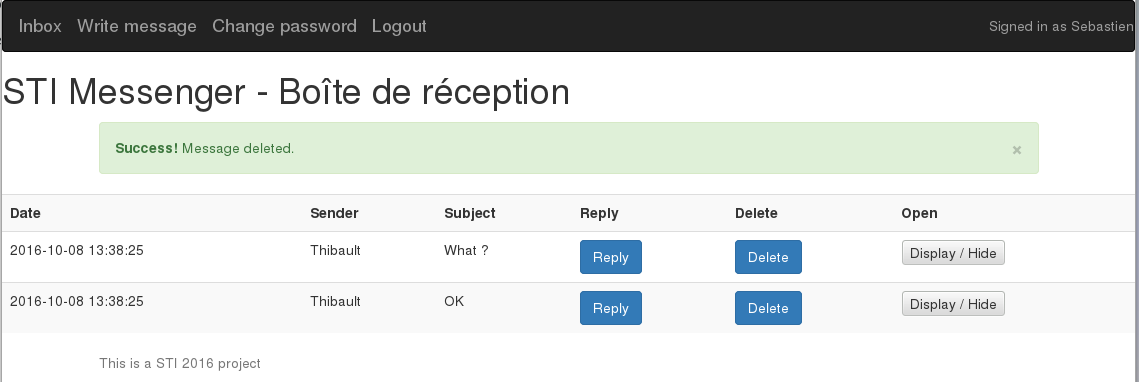 Inbox Write message Change password Logout Signed in as Sebastien
STI Messenger - Boîte de réception
Success! Message deleted. ×
Date Sender Subject Reply Delete Open
2016-10-08 13:38:25 Thibault What ? Reply Delete Display / Hide
2016-10-08 13:38:25 Thibault OK Reply Delete Display / Hide
This is a STI 2016 project